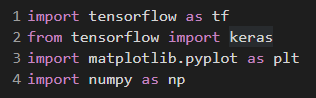 1 import tensorflow as tf
2 from tensorflow import keras
3 import matplotlib.pyplot as plt
4 import numpy as np